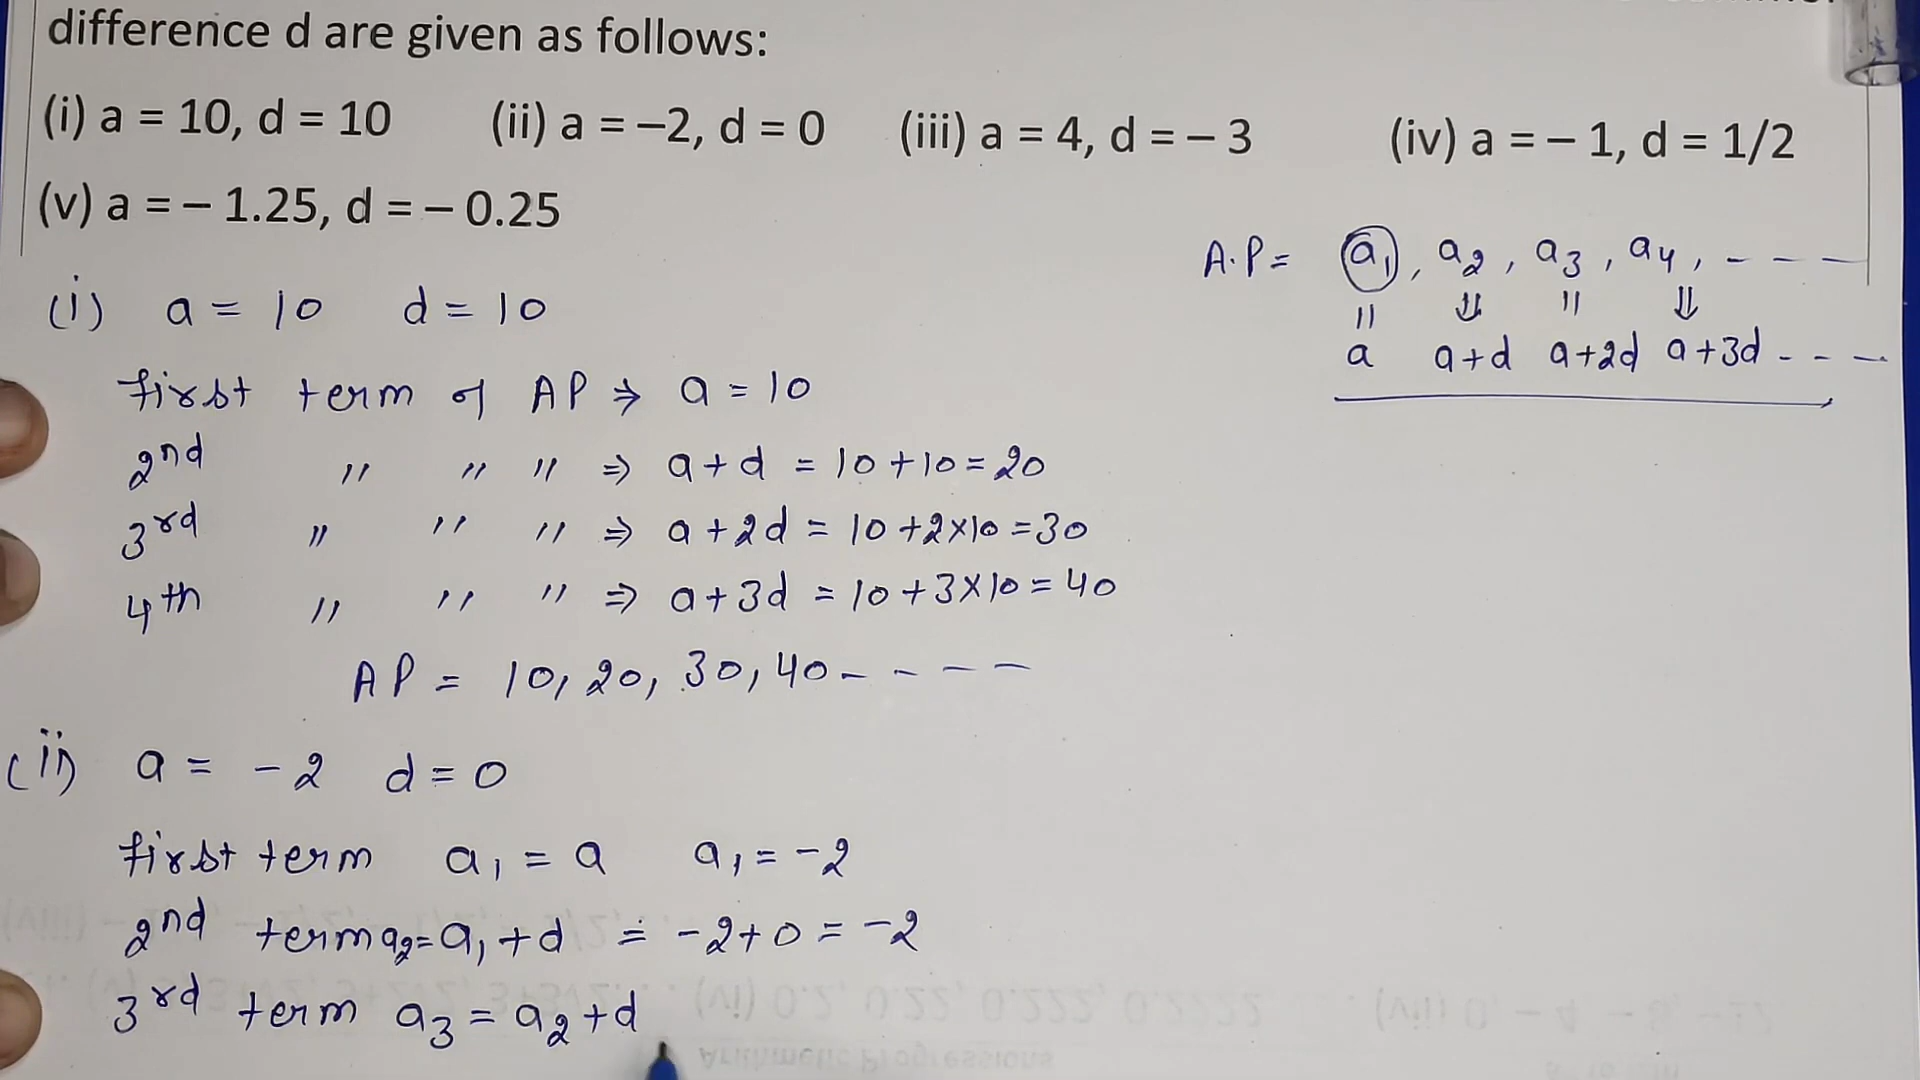 difference d are given as follows:
(i) a = 10, d = 10 (ii) a = –2, d = 0 (iii) a = 4, d = – 3 (iv) a = – 1, d = 1/2
(v) a = – 1.25, d = – 0.25
A.P = a1, a2, a3, a4, - - -
= ⇓ = ⇓
a a+d a+2d a+3d - - -
(i) a = 10 d = 10
first term of AP ⇒ a = 10
2nd " " " ⇒ a+d = 10+10=20
3rd " " " ⇒ a+2d = 10+2×10=30
4th " " " ⇒ a+3d = 10+3×10=40
AP = 10, 20, 30, 40 - - - -
(ii) a = -2 d = 0
first term a1 = a a1 = -2
2nd term a2 = a1 + d = -2+0 = -2
3rd term a3 = a2 + d